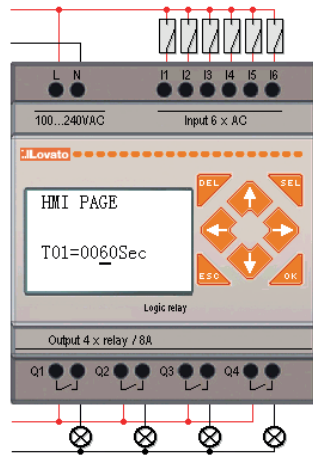 L N I1 I2 I3 I4 I5 I6
100...240VAC Input 6 x AC
Lovato
DEL SEL
HMI PAGE
T01=0060Sec
ESC OK
Logic relay
Output 4 x relay / 8A
Q1 Q2 Q3 Q4